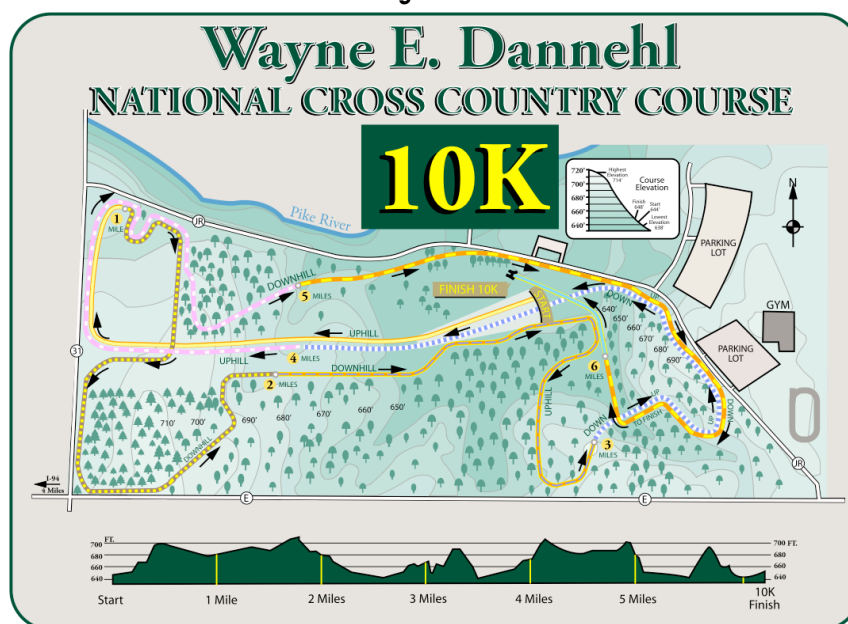 Wayne E. Dannehl
NATIONAL CROSS COUNTRY COURSE
10K
720'
700'
680'
660'
640'
Highest
Elevation
714'
Course
Elevation
Finish
648'
Start
644'
Lowest
Elevation
638'
N
PARKING
LOT
GYM
PARKING
LOT
JR
Pike River
1
MILE
DOWNHILL
5
MILES
FINISH 10K
START
DOWN
UP
640'
650'
660'
670'
680'
690'
UPHILL
4
MILES
UPHILL
31
2
MILES
DOWNHILL
6
MILES
UPHILL
DOWN
UP
TO FINISH
3
MILES
UP
DOWN
JR
710'
700'
690'
680'
670'
660'
650'
DOWNHILL
I-94
4 Miles
E
E
FT.
700
680
660
640
700 FT.
680
660
640
Start
1 Mile
2 Miles
3 Miles
4 Miles
5 Miles
10K
Finish